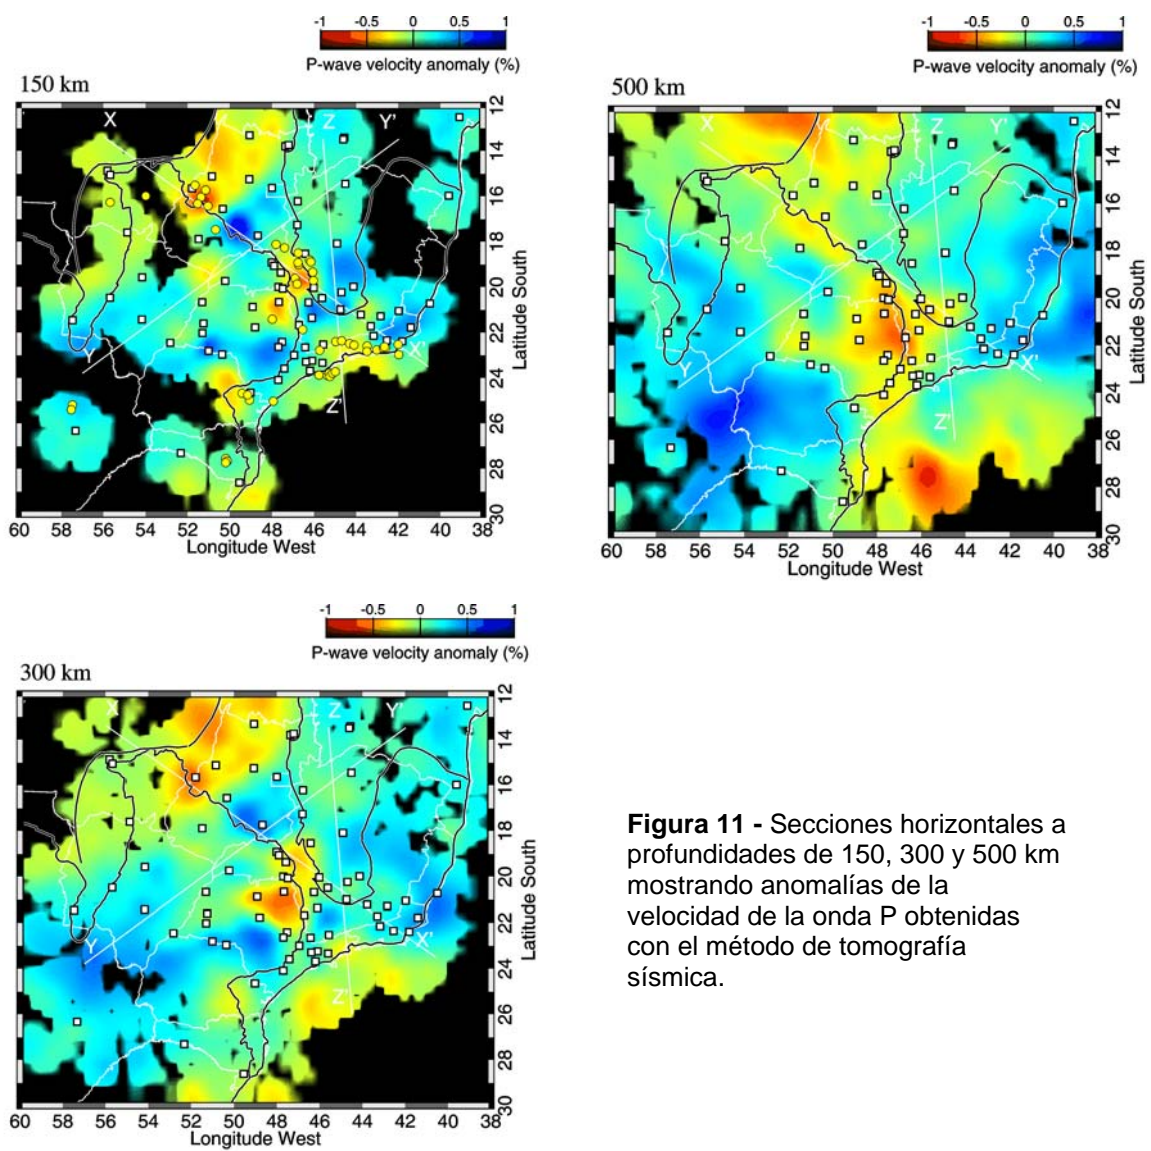 -1 -0.5 0 0.5 1
P-wave velocity anomaly (%)
150 km
X Z Y'
Y X'
Z'
12
14
16
18
20
22
24
26
28
30
Latitude South
60 58 56 54 52 50 48 46 44 42 40 38
Longitude West
-1 -0.5 0 0.5 1
P-wave velocity anomaly (%)
500 km
X Z Y'
Y X'
Z'
12
14
16
18
20
22
24
26
28
30
Latitude South
60 58 56 54 52 50 48 46 44 42 40 38
Longitude West
-1 -0.5 0 0.5 1
P-wave velocity anomaly (%)
300 km
X Z Y'
Y X'
Z'
12
14
16
18
20
22
24
26
28
30
Latitude South
60 58 56 54 52 50 48 46 44 42 40 38
Longitude West
Figura 11 - Secciones horizontales a
profundidades de 150, 300 y 500 km
mostrando anomalías de la
velocidad de la onda P obtenidas
con el método de tomografía
sísmica.